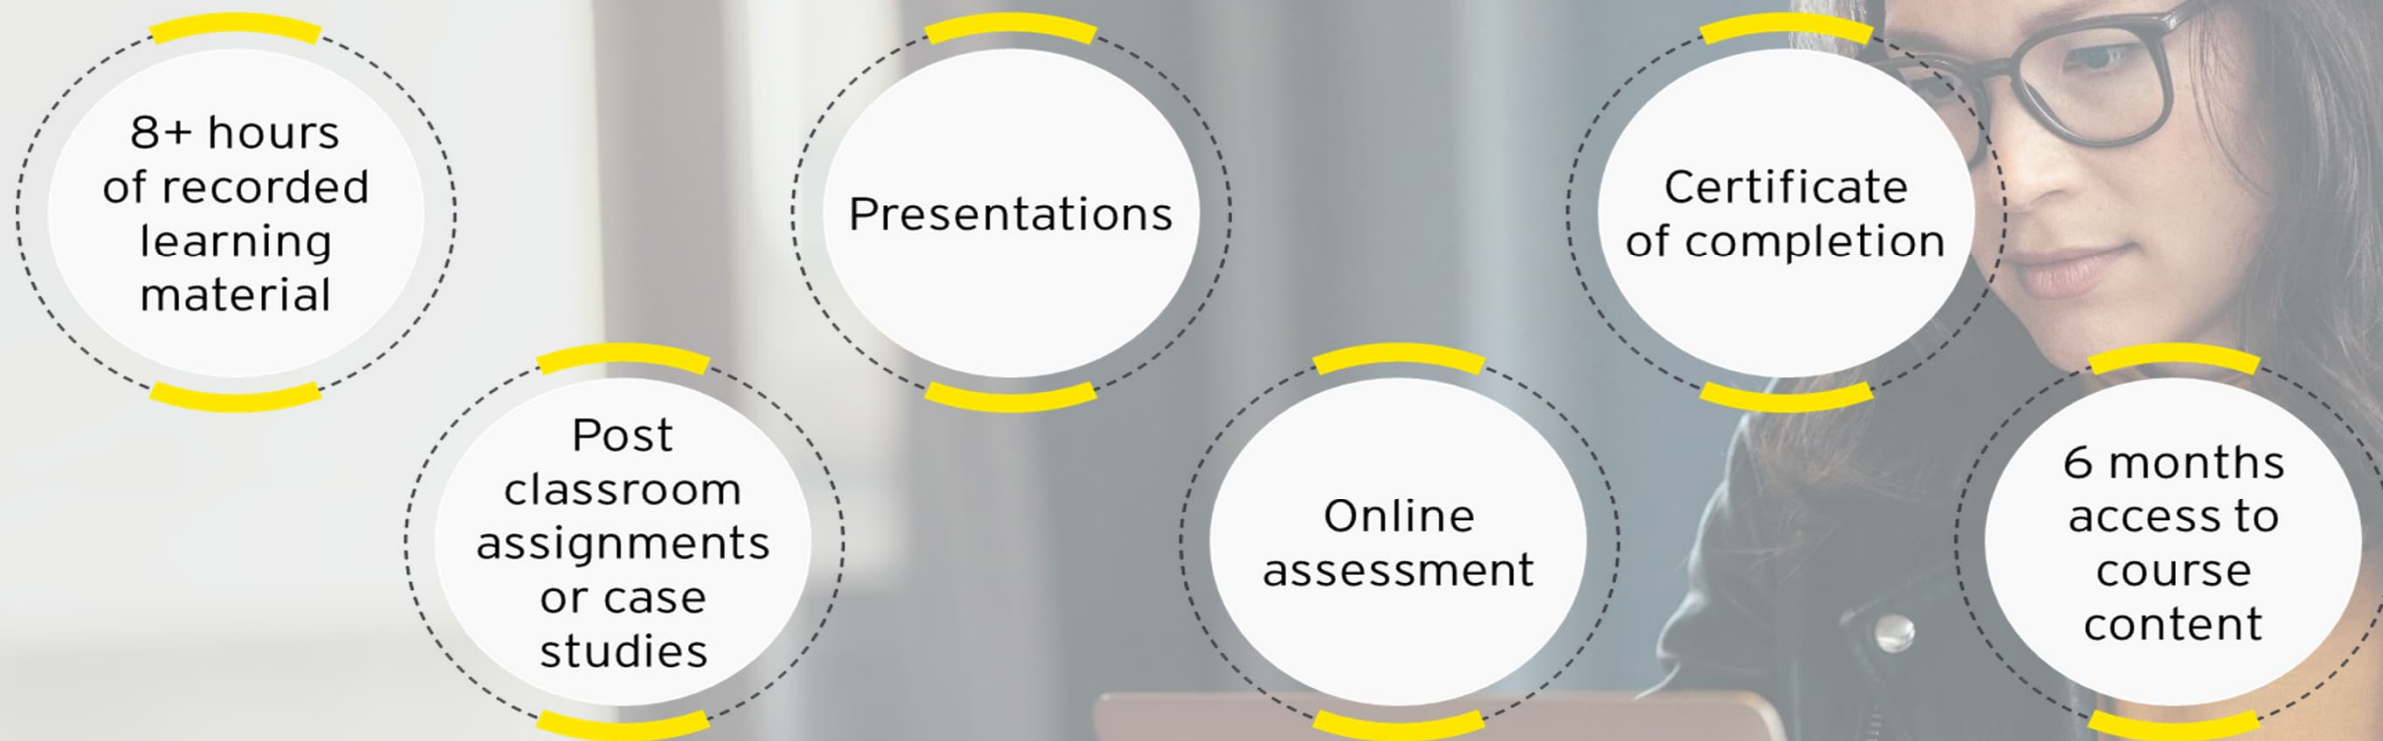 8+ hours
of recorded
learning
material
Post
classroom
assignments
or case
studies
Presentations
Online
assessment
Certificate
of completion
6 months
access to
course
content